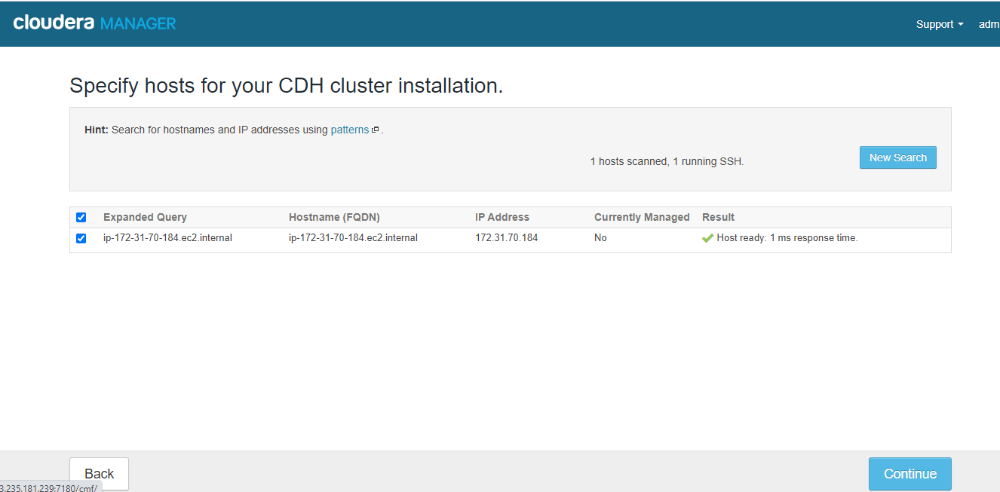 cloudera MANAGER
Support adm
Specify hosts for your CDH cluster installation.
Hint: Search for hostnames and IP addresses using patterns .
1 hosts scanned, 1 running SSH.
New Search
Expanded Query Hostname (FQDN) IP Address Currently Managed Result
ip-172-31-70-184.ec2.internal ip-172-31-70-184.ec2.internal 172.31.70.184 No Host ready: 1 ms response time.
Back Continue
3.235.181.239:7180/cmf/